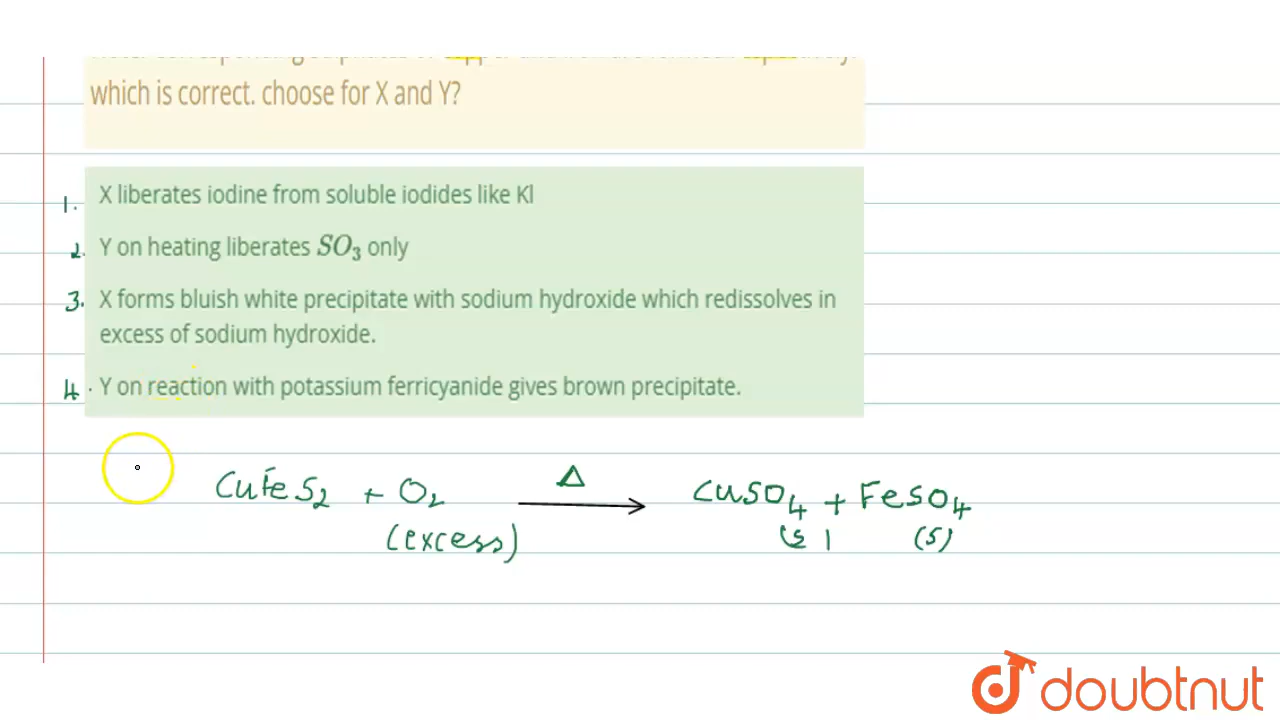 which is correct. choose for X and Y?
1. X liberates iodine from soluble iodides like KI
2. Y on heating liberates SO₃ only
3. X forms bluish white precipitate with sodium hydroxide which redissolves in
excess of sodium hydroxide.
4. Y on reaction with potassium ferricyanide gives brown precipitate.
CuFeS₂ + O₂ Δ → CuSO₄ + FeSO₄
(excess) (s) (s)
doubtnut